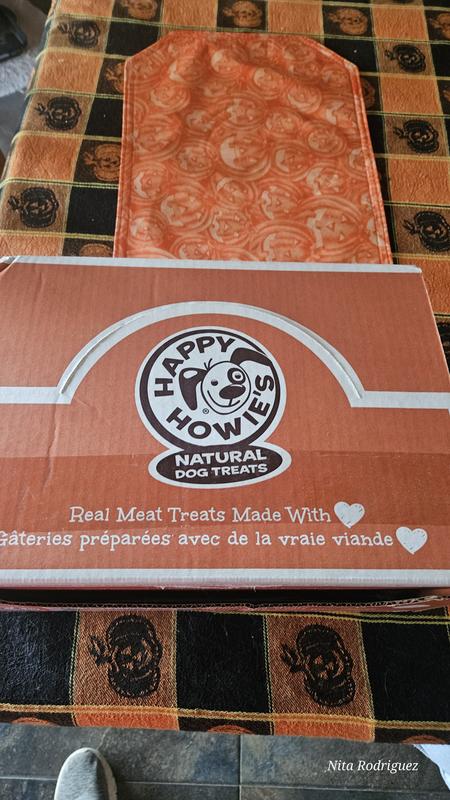 HAPPY
HOWIE'S
®
NATURAL
DOG TREATS
Real Meat Treats Made With
Gâteries préparées avec de la vraie viande
Nita Rodriguez